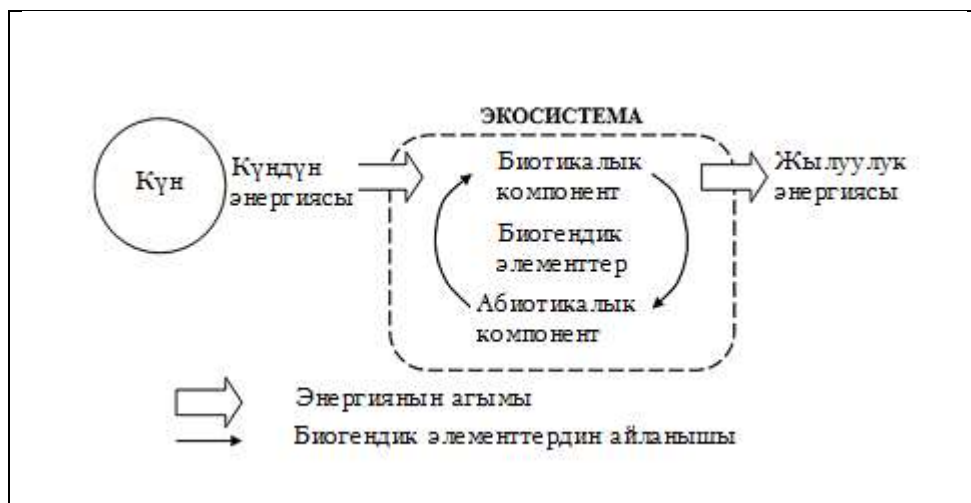 ЭКОСИСТЕМА
Күн
Күндүн
энергиясы
Биотикалык
компонент
Биогендик
элементтер
Абиотикалык
компонент
Жылуулук
энергиясы
Энергиянын агымы
Биогендик элементтердин айланышы